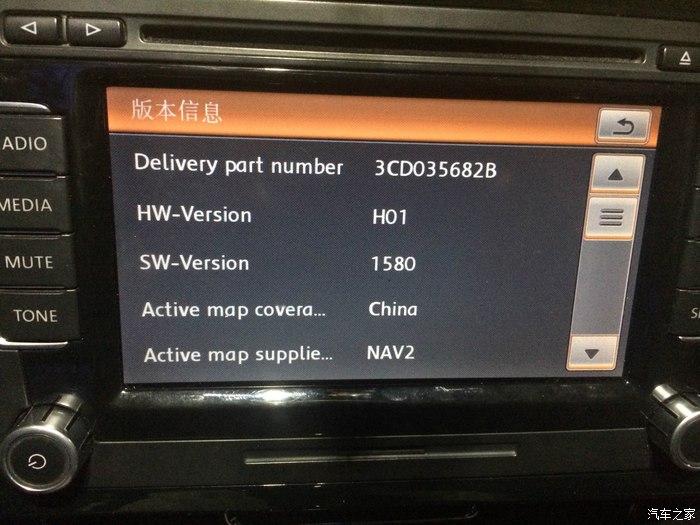 版本信息
ADIO
Delivery part number 3CD035682B
MEDIA
HW-Version H01
MUTE
SW-Version 1580
TONE
Active map covera... China
Active map supplie... NAV2
汽车之家